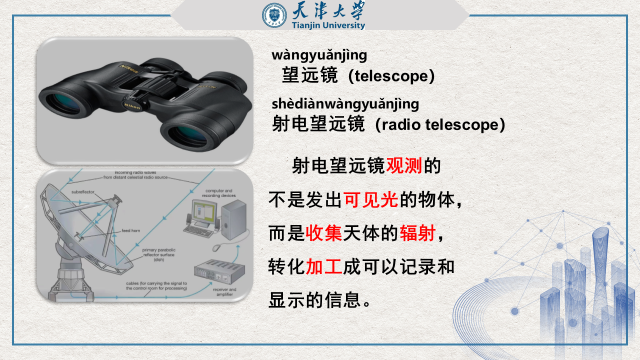 天津大学
Tianjin University
wàngyuǎnjìng
望远镜（telescope）
shèdiànwàngyuǎnjìng
射电望远镜（radio telescope）
射电望远镜观测的
不是发出可见光的物体，
而是收集天体的辐射，
转化加工成可以记录和
显示的信息。
incoming radio waves
from distant celestial radio source
subreflector
computer and
recording devices
feed horn
primary parabolic
reflector surface
(dish)
cables (for carrying the signal to
the control room for processing)
receiver and
amplifier